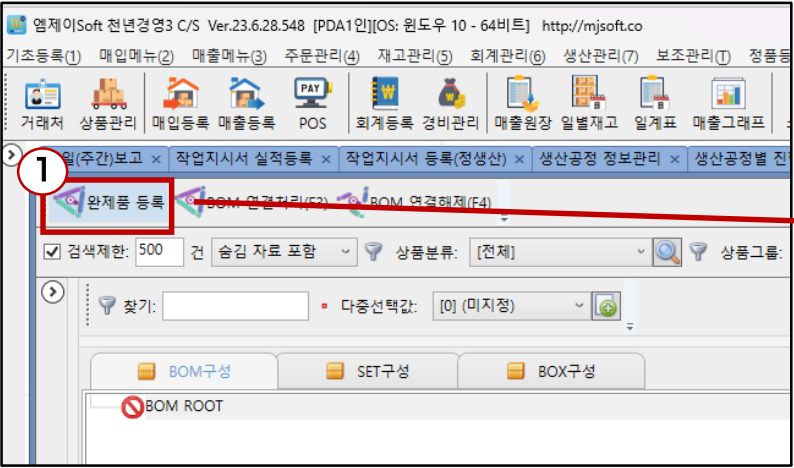 엠제이Soft 천년경영3 C/S Ver.23.6.28.548 [PDA1인][OS: 윈도우 10 - 64비트] http://mjsoft.co
기초등록(1) 매입메뉴(2) 매출메뉴(3) 주문관리(4) 재고관리(5) 회계관리(6) 생산관리(7) 보조관리(T) 정품등
PAY
거래처 상품관리 매입등록 매출등록 POS 회계등록 경비관리 매출원장 일별재고 일계표 매출그래프
일(주간)보고 × 작업지시서 실적등록 × 작업지시서 등록(정생산) × 생산공정 정보관리 × 생산공정별 진
1
완제품 등록 BOM 연결처리(F3) BOM 연결해제(F4)
검색제한: 500 건 숨김 자료 포함 상품분류: [전체] 상품그룹:
찾기: 다중선택값: [0] (미지정)
BOM구성 SET구성 BOX구성
BOM ROOT